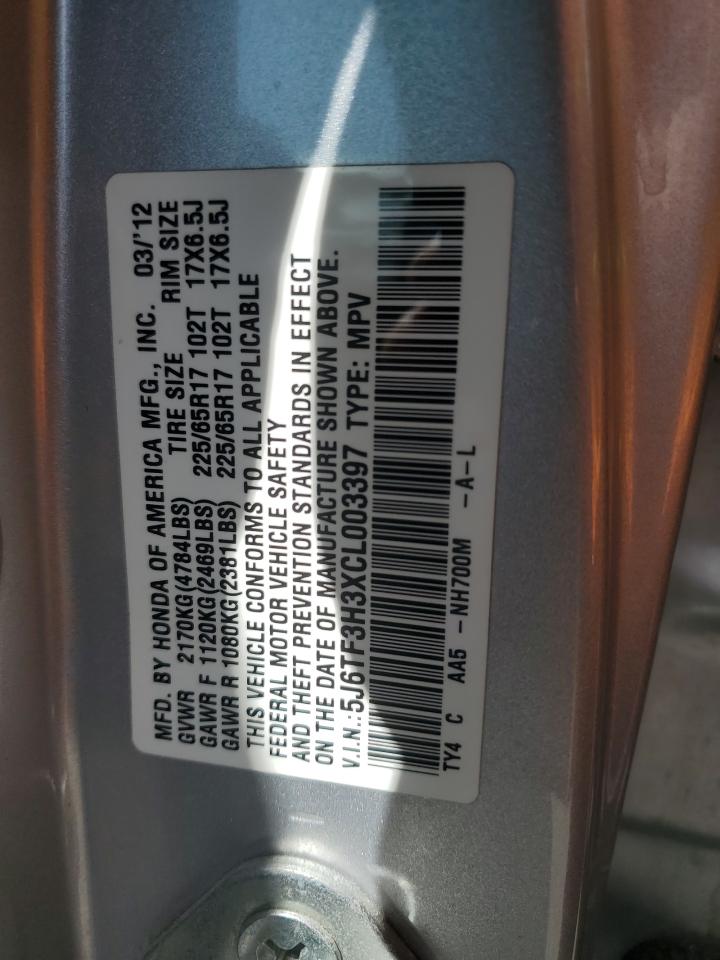 MFD. BY HONDA OF AMERICA MFG., INC. 03/'12
TIRE SIZE RIM SIZE
GVWR 2170KG(4784LBS)
GAWR F 1120KG(2469LBS) 225/65R17 102T 17X6.5J
GAWR R 1080KG(2381LBS) 225/65R17 102T 17X6.5J
THIS VEHICLE CONFORMS TO ALL APPLICABLE
FEDERAL MOTOR VEHICLE SAFETY
AND THEFT PREVENTION STANDARDS IN EFFECT
ON THE DATE OF MANUFACTURE SHOWN ABOVE.
V.I.N.:5J6TF3H3XCL003397 TYPE: MPV
TY4 C AA5 -NH700M -A-L